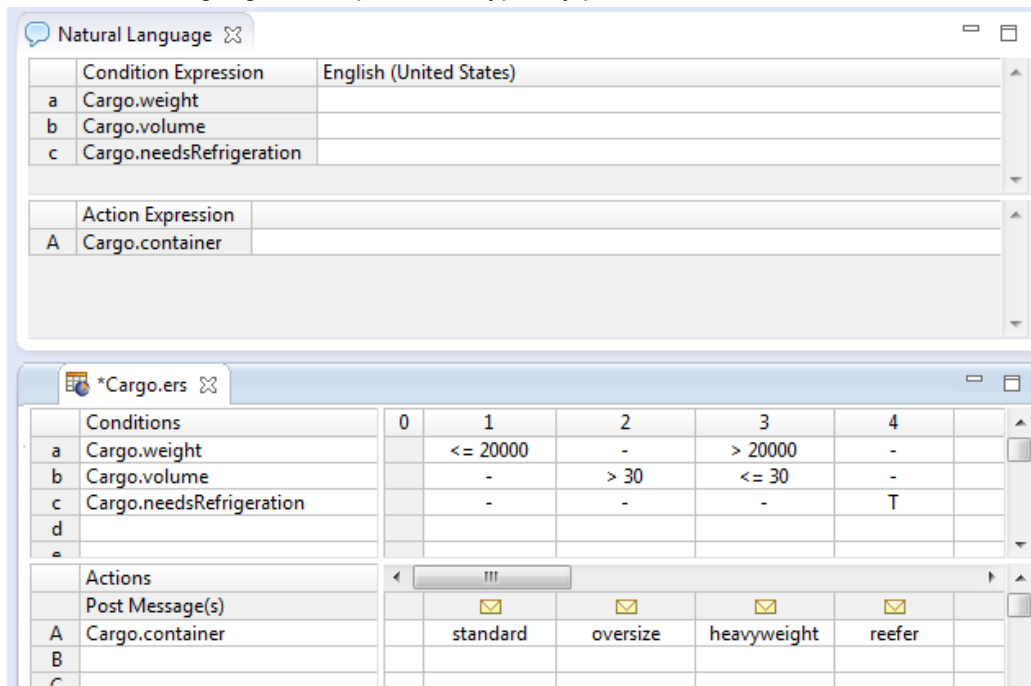 Natural Language
Condition Expression English (United States)
a Cargo.weight
b Cargo.volume
c Cargo.needsRefrigeration
Action Expression
A Cargo.container
*Cargo.ers
Conditions 0 1 2 3 4
a Cargo.weight <= 20000 - > 20000 -
b Cargo.volume - > 30 <= 30 -
c Cargo.needsRefrigeration - - - T
d
e
Actions
Post Message(s)
A Cargo.container standard oversize heavyweight reefer
B
C